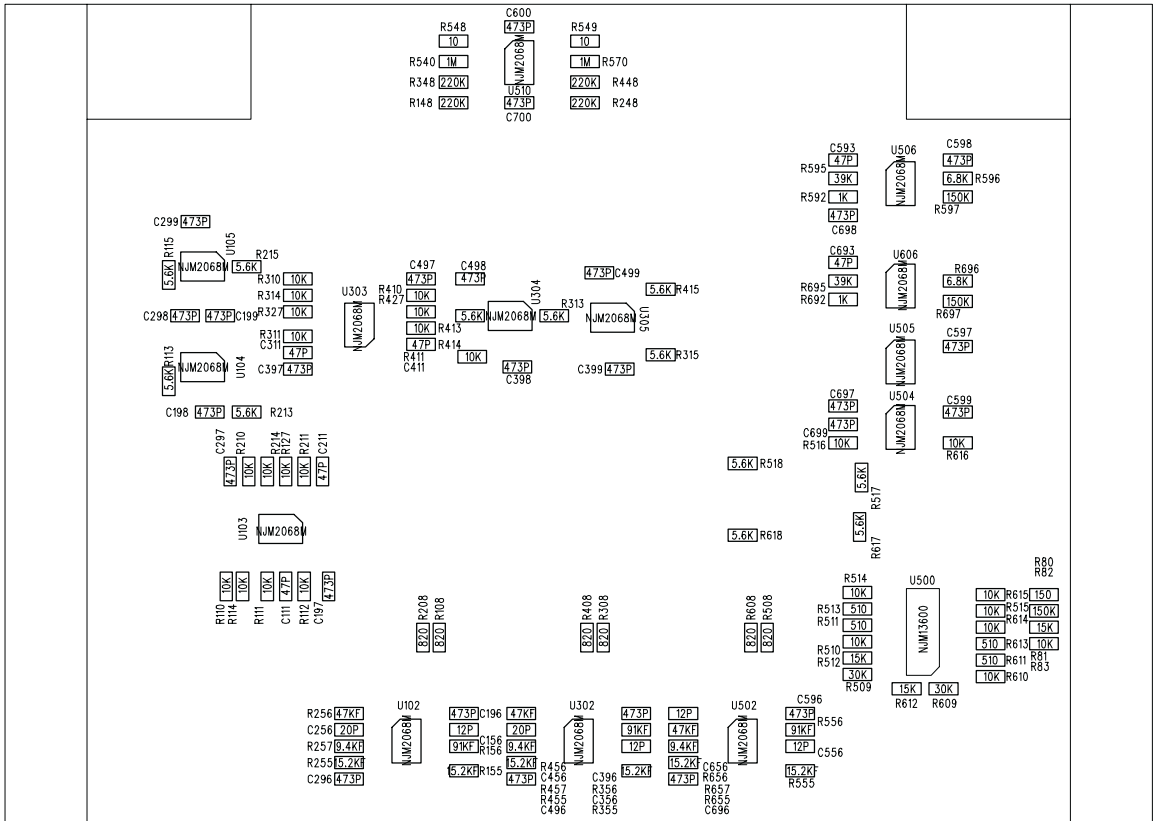 C600
R548 473P R549
10 NJM2068M 10
R540 1M 1M R570
R348 220K 220K R448
U510
R148 220K 473P 220K R248
C700
C593 U506 C598
R595 47P NJM2068M 473P
39K 6.8K R596
R592 1K 150K
473P R597
C698
C299 473P
R115 5.6K NJM2068M U105 5.6K R215
C693 U606
47P NJM2068M R696
R695 39K 6.8K
R692 1K 150K
R697
R310 10K
R314 10K
R327 10K
R311 10K
C311 47P
C397 473P
U303 NJM2068M
C497 C498
473P 473P
R410 10K
R427 10K
10K R413
47P R414
R411 10K
C411
5.6K NJM2068M U304 5.6K R313
473P
C398
473P C499
5.6K R415
NJM2068M U305
5.6K R315
C399 473P
C298 473P 473P C199
R113 5.6K NJM2068M U104
C198 473P 5.6K R213
U505 C597
NJM2068M 473P
C697 U504 C599
473P NJM2068M 473P
C699 473P
R516 10K 10K
R616
C297 R210 R214 R127 R211 C211
473P 10K 10K 10K 10K 47P
5.6K R518
5.6K R517
U103 NJM2068M
5.6K R618
5.6K R617
10K 10K 10K 47P 10K 473P
R110 R114 R111 C111 R112 C197
R208 R108 R408 R308 R608 R508
820 820 820 820 820 820
R514 U500 R80
R82
10K NJM13600 10K R615 150
R513 510 10K R515 150K
R511 510 10K R614 15K
R510 10K 510 R613 10K
R512 15K 510 R611 R81
30K 10K R610 R83
R509 15K 30K
R612 R609
C596
U102 U302 U502
R256 47KF NJM2068M 473P C196 47KF NJM2068M 473P 12P NJM2068M 473P R556
C256 20P 12P C156 20P 91KF 47KF 91KF
R257 9.4KF 91KF R156 9.4KF 12P 9.4KF 12P C556
R255 15.2KF 15.2KF R155 15.2KF 15.2KF 15.2KF 15.2KF
C296 473P 473P 473P R555
R456 C656
C456 C396 R656
R457 R356 R657
R455 C356 R655
C496 R355 C696